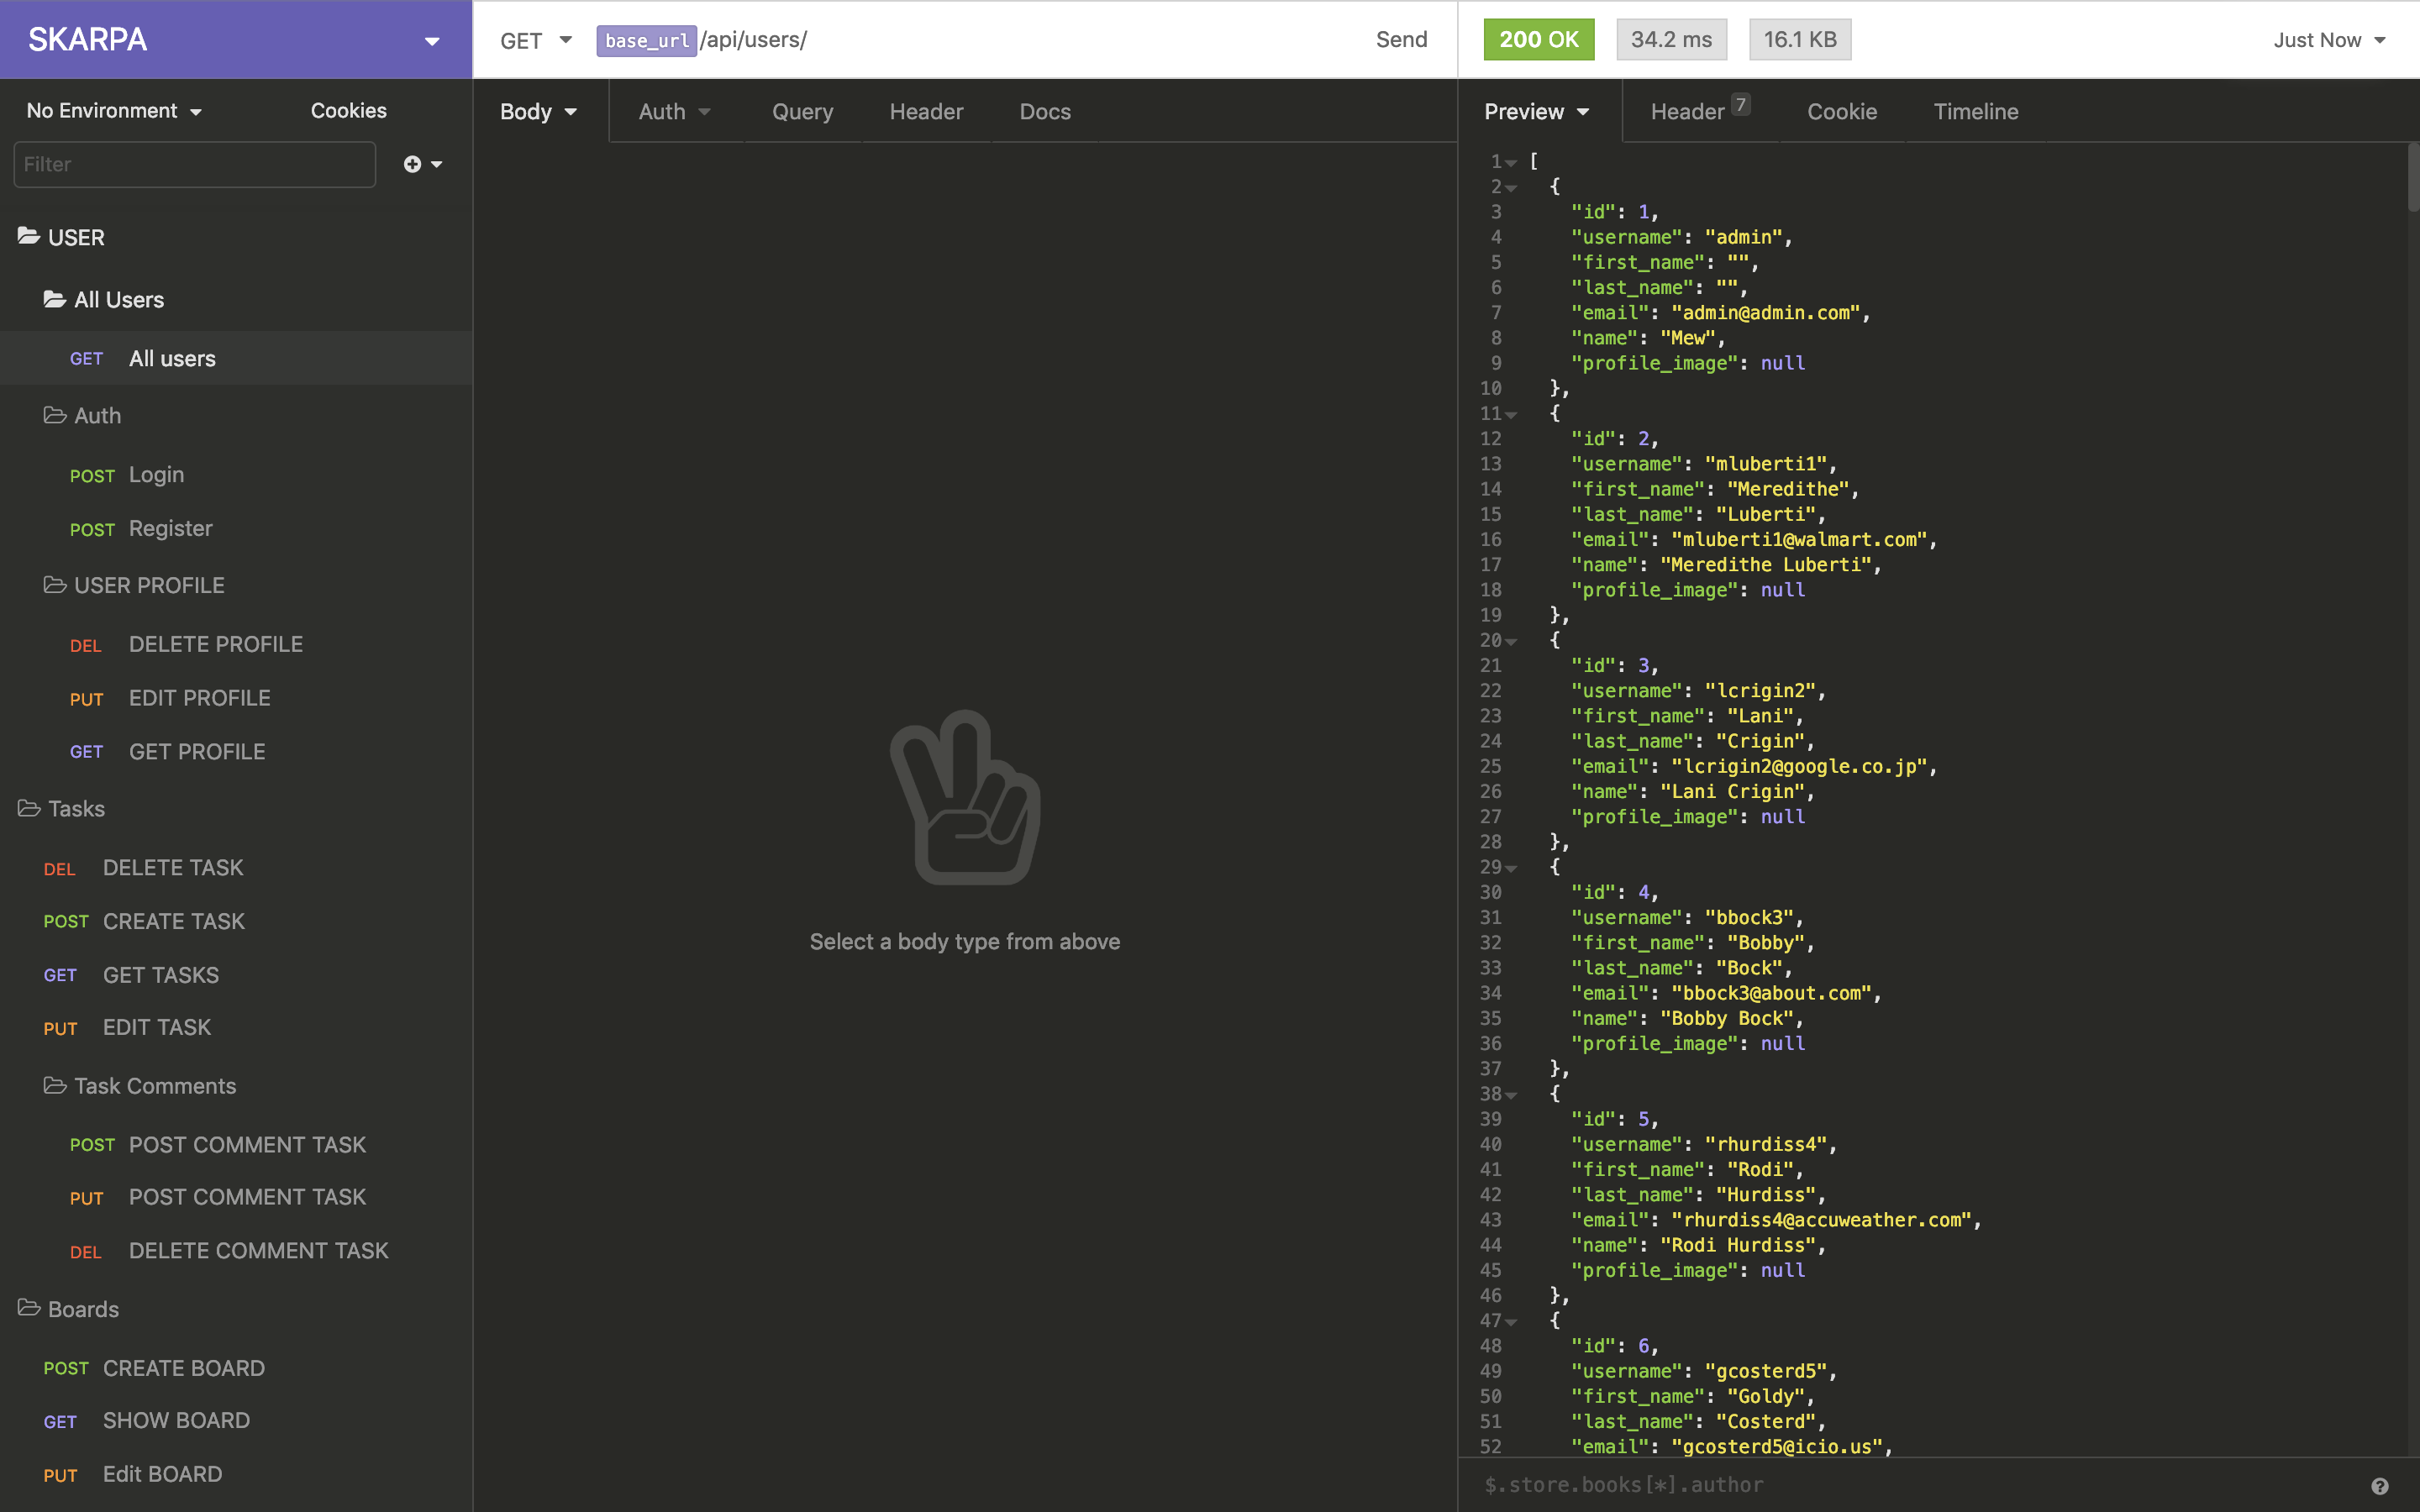 SKARPA
GET base_url/api/users/ Send
200 OK 34.2 ms 16.1 KB Just Now
No Environment Cookies
Filter
USER
All Users
GET All users
Auth
POST Login
POST Register
USER PROFILE
DEL DELETE PROFILE
PUT EDIT PROFILE
GET GET PROFILE
Tasks
DEL DELETE TASK
POST CREATE TASK
GET GET TASKS
PUT EDIT TASK
Task Comments
POST POST COMMENT TASK
PUT POST COMMENT TASK
DEL DELETE COMMENT TASK
Boards
POST CREATE BOARD
GET SHOW BOARD
PUT Edit BOARD
Body Auth Query Header Docs
Select a body type from above
Preview Header 7 Cookie Timeline
1 [
2 {
3 "id": 1,
4 "username": "admin",
5 "first_name": "",
6 "last_name": "",
7 "email": "admin@admin.com",
8 "name": "Mew",
9 "profile_image": null
10 },
11 {
12 "id": 2,
13 "username": "mluberti1",
14 "first_name": "Meredithe",
15 "last_name": "Luberti",
16 "email": "mluberti1@walmart.com",
17 "name": "Meredithe Luberti",
18 "profile_image": null
19 },
20 {
21 "id": 3,
22 "username": "lcrigin2",
23 "first_name": "Lani",
24 "last_name": "Crigin",
25 "email": "lcrigin2@google.co.jp",
26 "name": "Lani Crigin",
27 "profile_image": null
28 },
29 {
30 "id": 4,
31 "username": "bbock3",
32 "first_name": "Bobby",
33 "last_name": "Bock",
34 "email": "bbock3@about.com",
35 "name": "Bobby Bock",
36 "profile_image": null
37 },
38 {
39 "id": 5,
40 "username": "rhurdiss4",
41 "first_name": "Rodi",
42 "last_name": "Hurdiss",
43 "email": "rhurdiss4@accuweather.com",
44 "name": "Rodi Hurdiss",
45 "profile_image": null
46 },
47 {
48 "id": 6,
49 "username": "gcosterd5",
50 "first_name": "Goldy",
51 "last_name": "Costerd",
52 "email": "gcosterd5@icio.us",
$.store.books[*].author